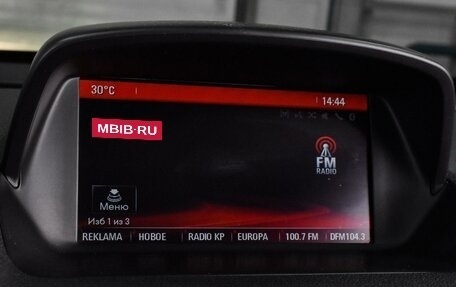 30°C
14:44
MBIB·RU
FM
RADIO
Меню
Изб 1 из 3
REKLAMA НОВОЕ RADIO KP EUROPA 100.7 FM DFM104.3